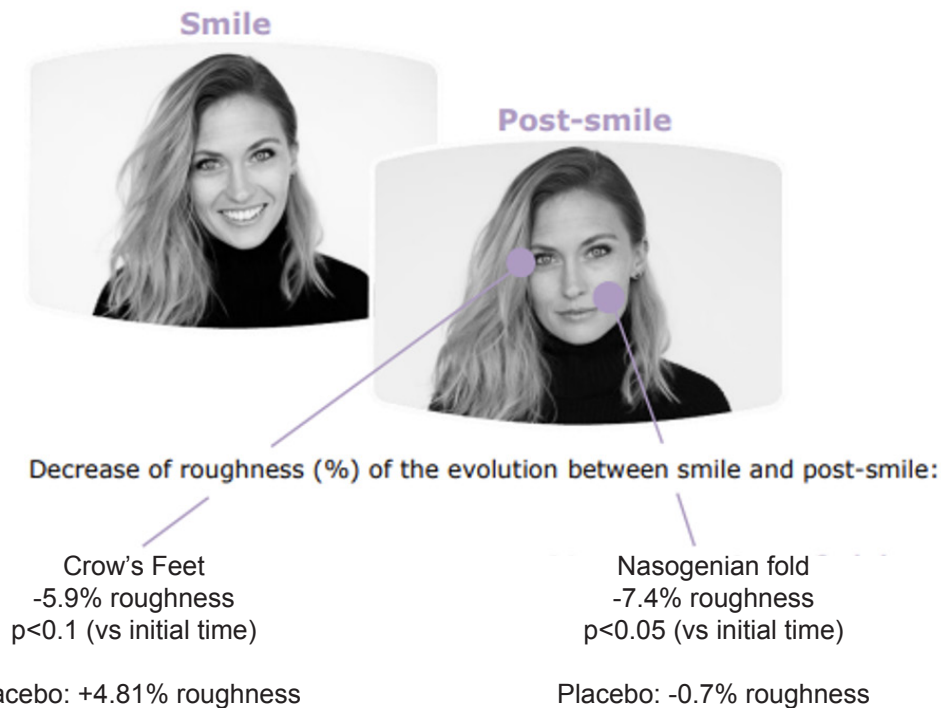 Smile
Post-smile
Decrease of roughness (%) of the evolution between smile and post-smile:
Crow's Feet
-5.9% roughness
p<0.1 (vs initial time)
acebo: +4.81% roughness
Nasogenian fold
-7.4% roughness
p<0.05 (vs initial time)
Placebo: -0.7% roughness